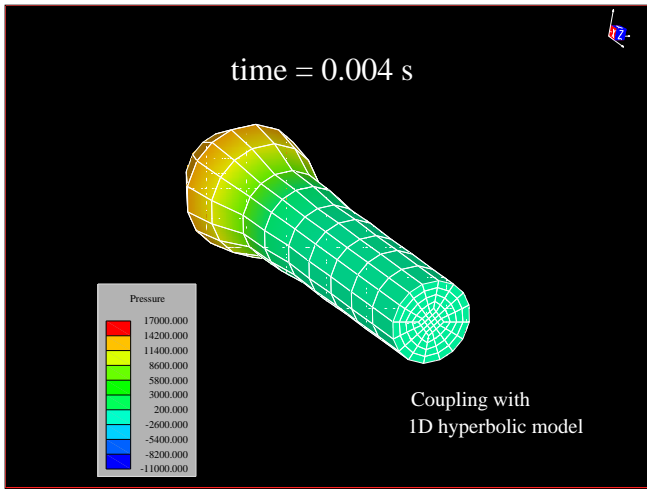 Z
time = 0.004 s
Pressure
17000.000
14200.000
11400.000
8600.000
5800.000
3000.000
200.000
-2600.000
-5400.000
-8200.000
-11000.000
Coupling with
1D hyperbolic model